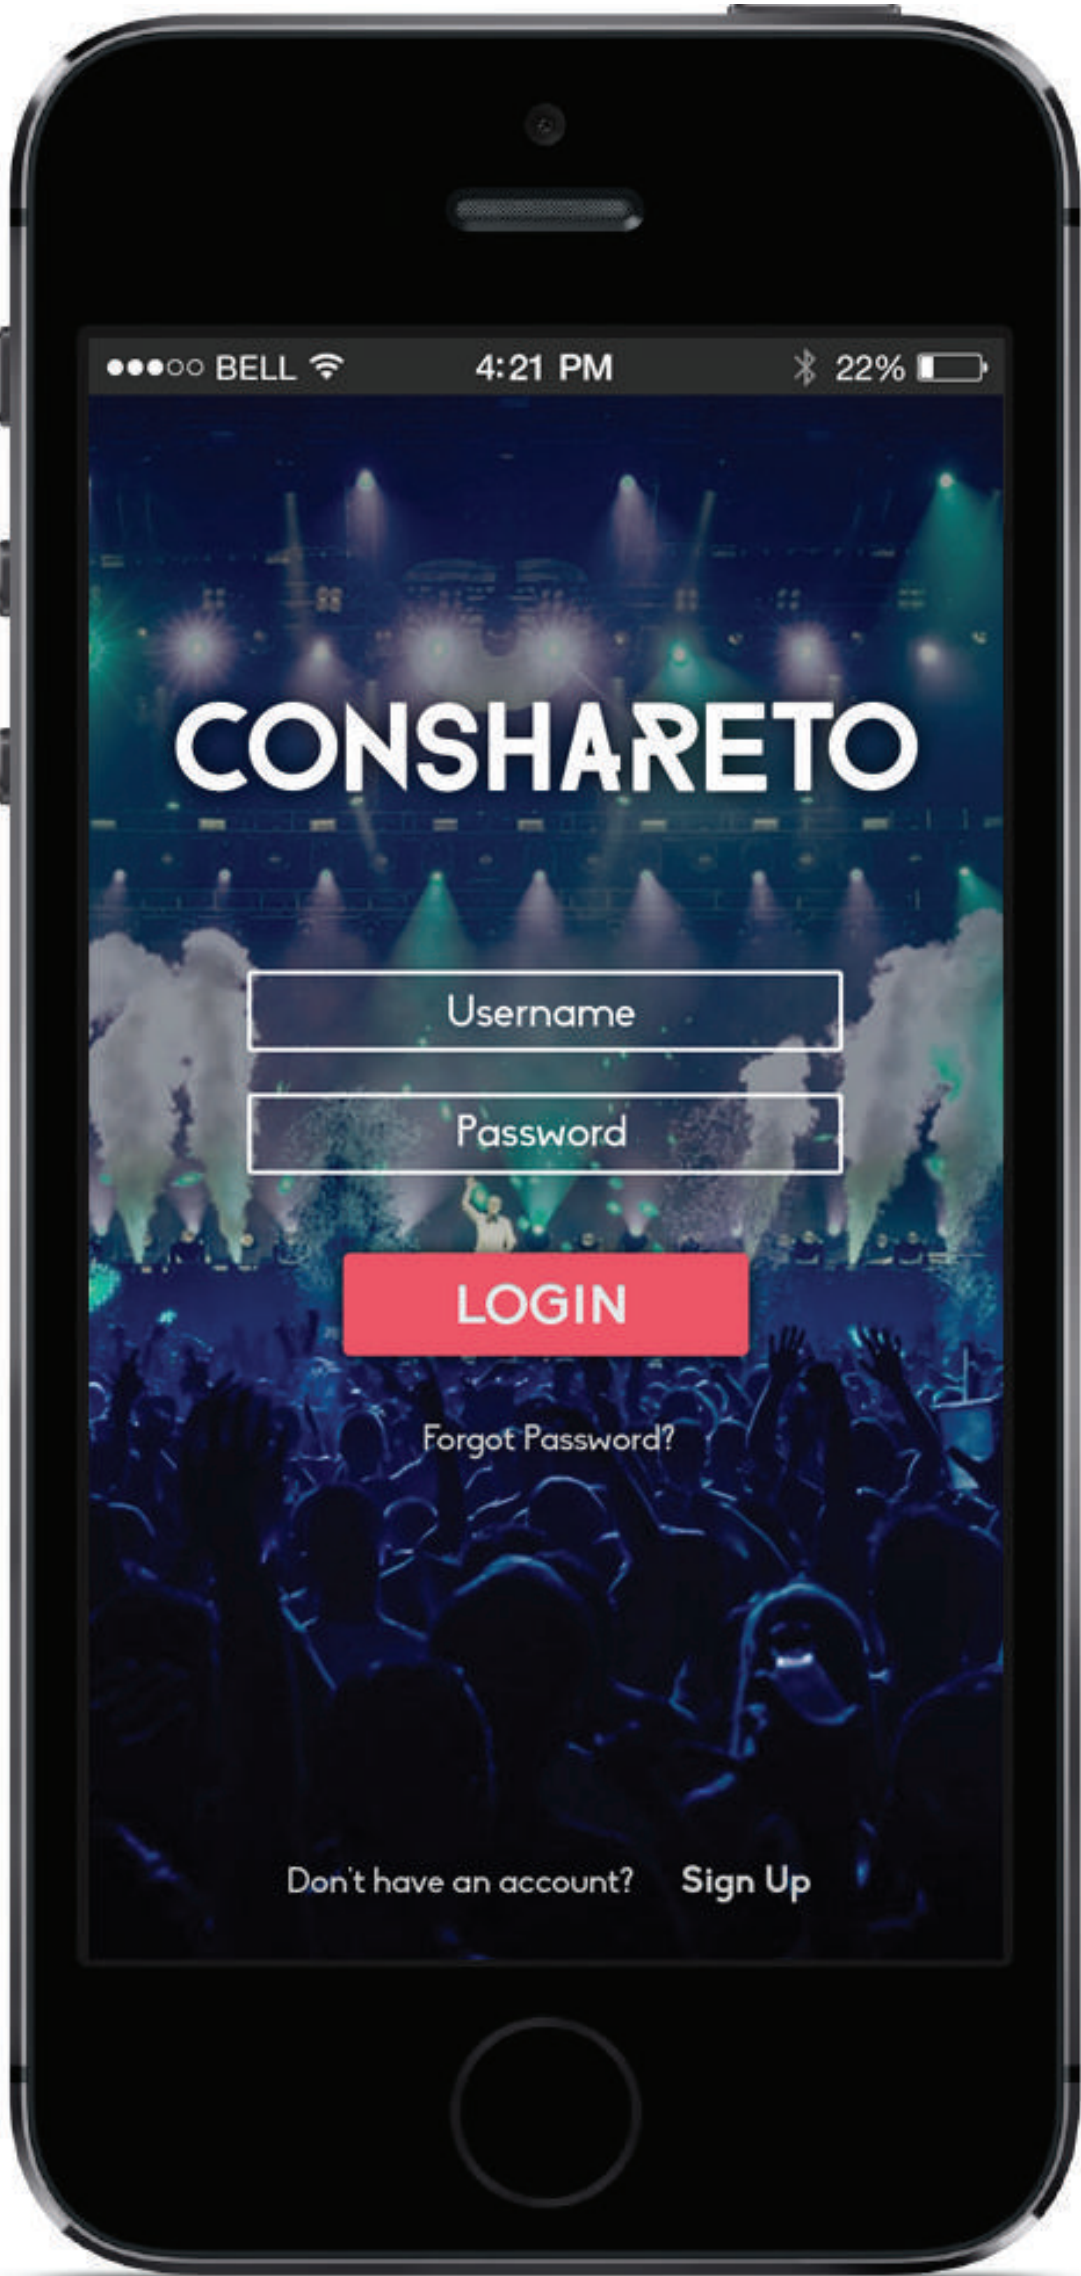 BELL 4:21 PM 22%
CONSHARETO
Username
Password
LOGIN
Forgot Password?
Don't have an account? Sign Up